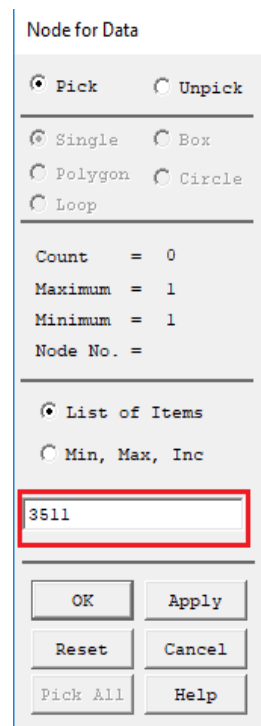 Node for Data
Pick Unpick
Single Box
Polygon Circle
Loop
Count = 0
Maximum = 1
Minimum = 1
Node No. =
List of Items
Min, Max, Inc
3511
OK Apply
Reset Cancel
Pick All Help